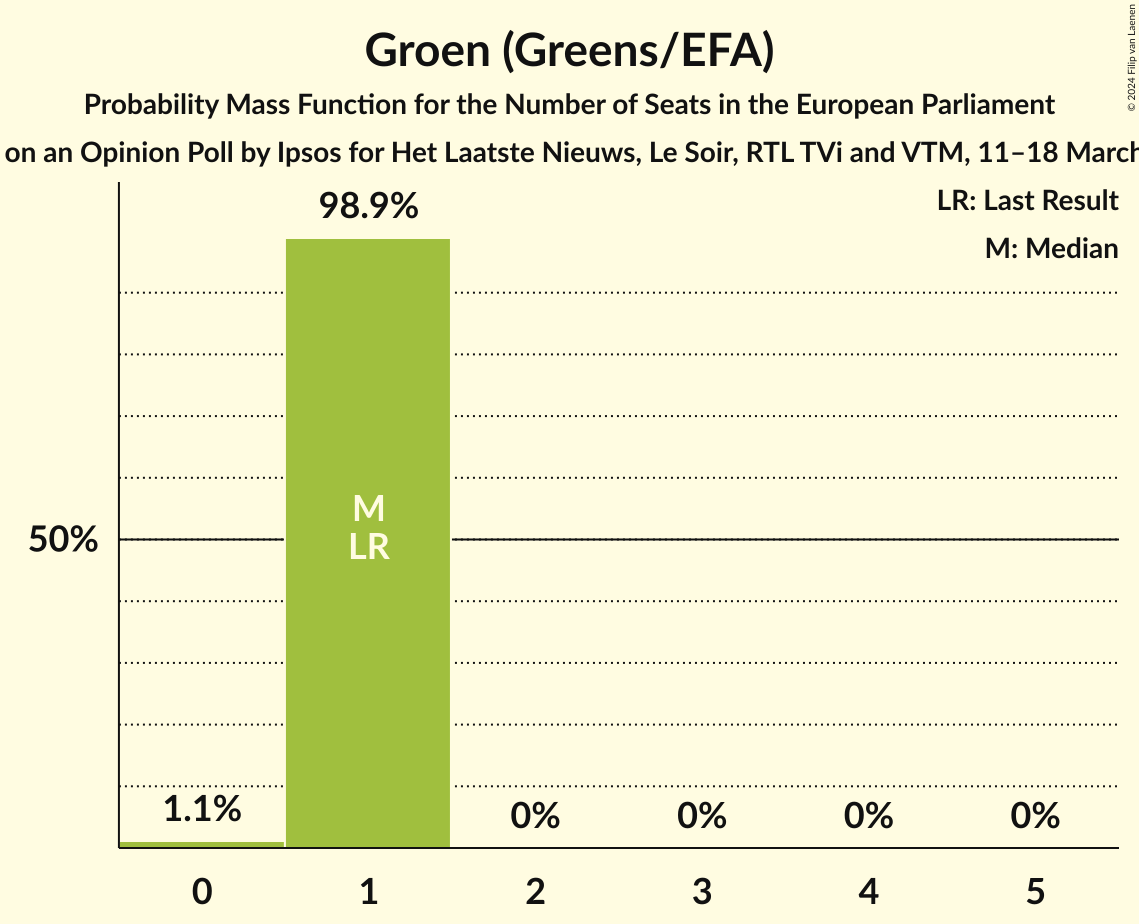 Groen (Greens/EFA)
Probability Mass Function for the Number of Seats in the European Parliament
on an Opinion Poll by Ipsos for Het Laatste Nieuws, Le Soir, RTL TVi and VTM, 11–18 March
© 2024 Filip van Laenen
LR: Last Result
M: Median
98.9%
M
LR
50%
1.1%
0%
0%
0%
0%
0
1
2
3
4
5